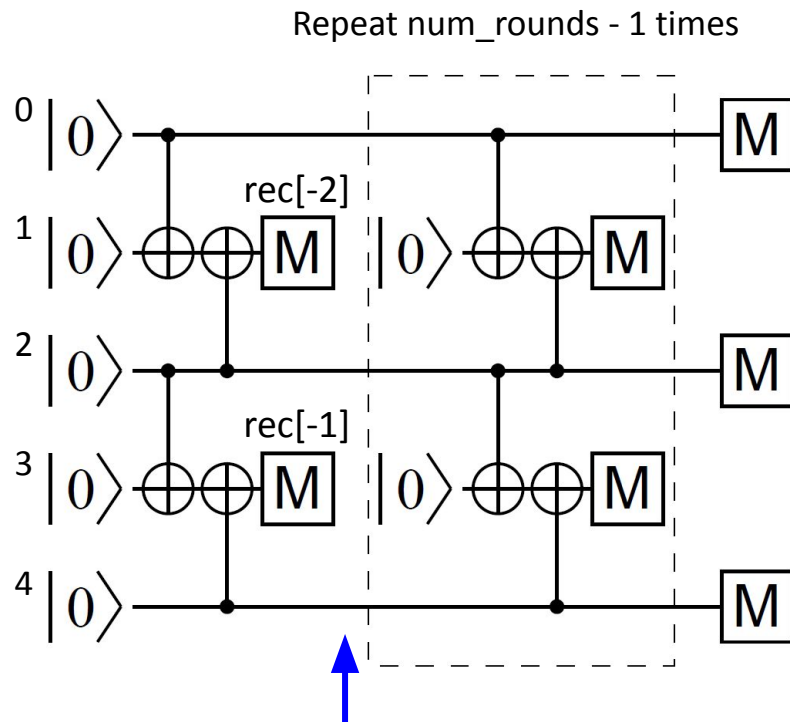 Repeat num_rounds - 1 times
0 |0⟩ M
rec[-2]
1 |0⟩ M |0⟩ M
2 |0⟩ M
rec[-1]
3 |0⟩ M |0⟩ M
4 |0⟩ M